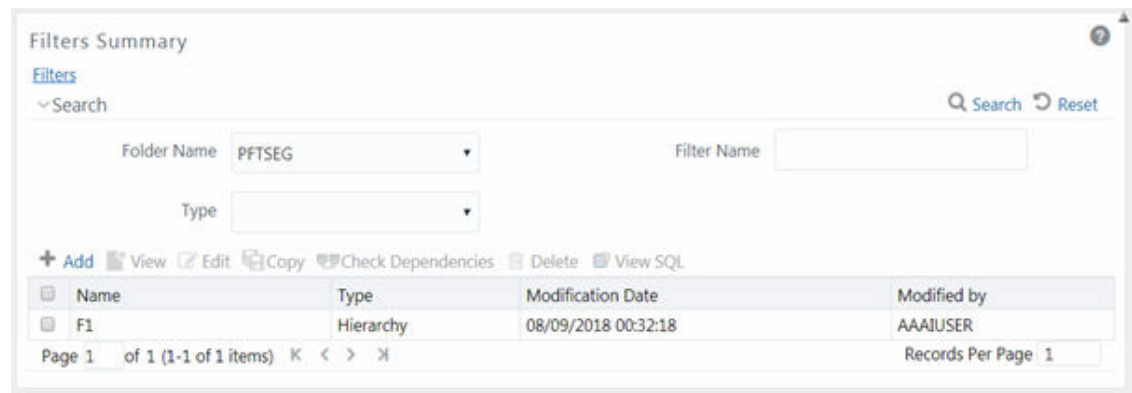 Filters Summary
Filters
Search Search Reset
Folder Name PFTSEG Filter Name
Type
Add View Edit Copy Check Dependencies Delete View SQL
Name Type Modification Date Modified by
F1 Hierarchy 08/09/2018 00:32:18 AAAIUSER
Page 1 of 1 (1-1 of 1 items) Records Per Page 1